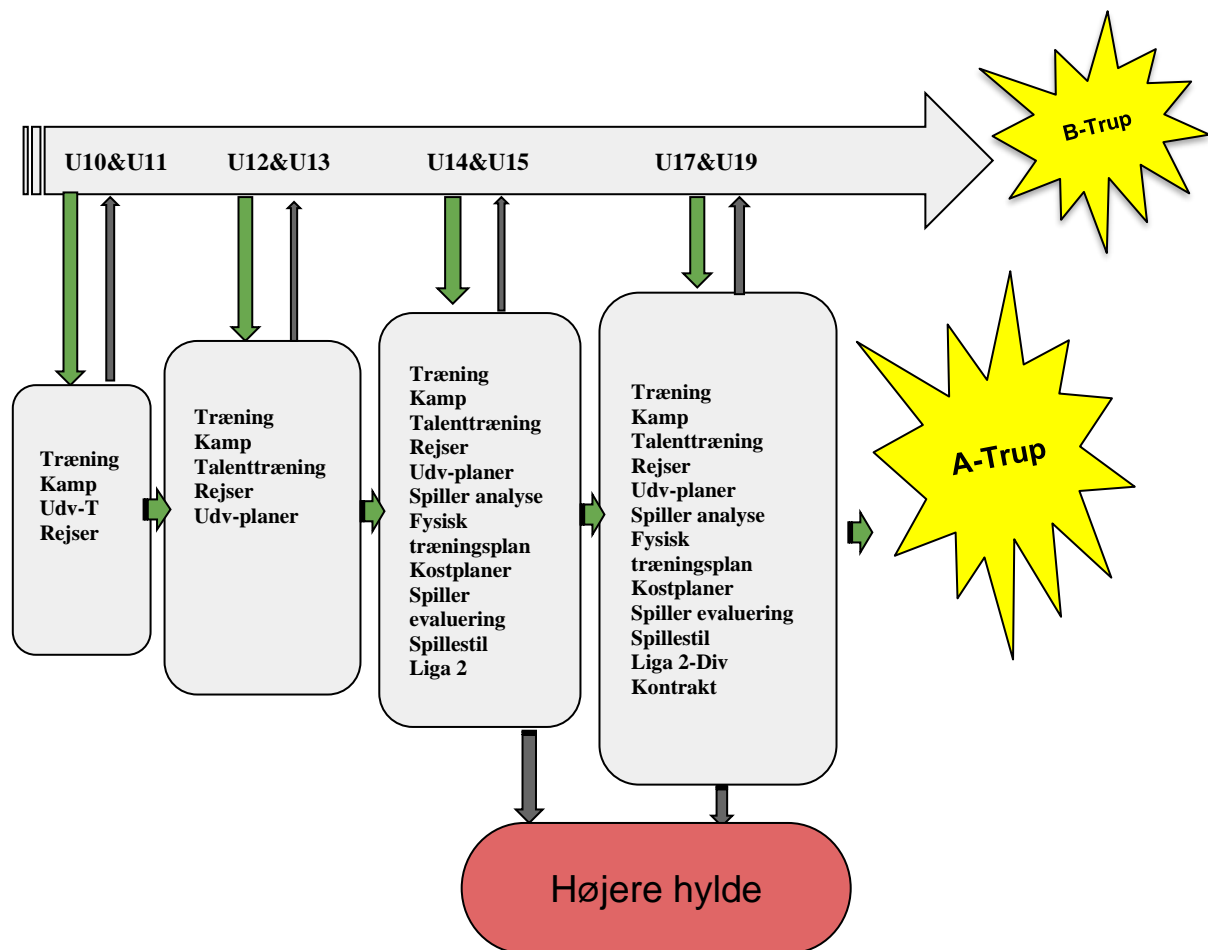 B-Trup
U10&U11
U12&U13
U14&U15
U17&U19
Træning
Kamp
Udv-T
Rejser
Træning
Kamp
Talenttræning
Rejser
Udv-planer
Træning
Kamp
Talenttræning
Rejser
Udv-planer
Spiller analyse
Fysisk
træningsplan
Kostplaner
Spiller
evaluering
Spillestil
Liga 2
Træning
Kamp
Talenttræning
Rejser
Udv-planer
Spiller analyse
Fysisk
træningsplan
Kostplaner
Spiller evaluering
Spillestil
Liga 2-Div
Kontrakt
A-Trup
Højere hylde